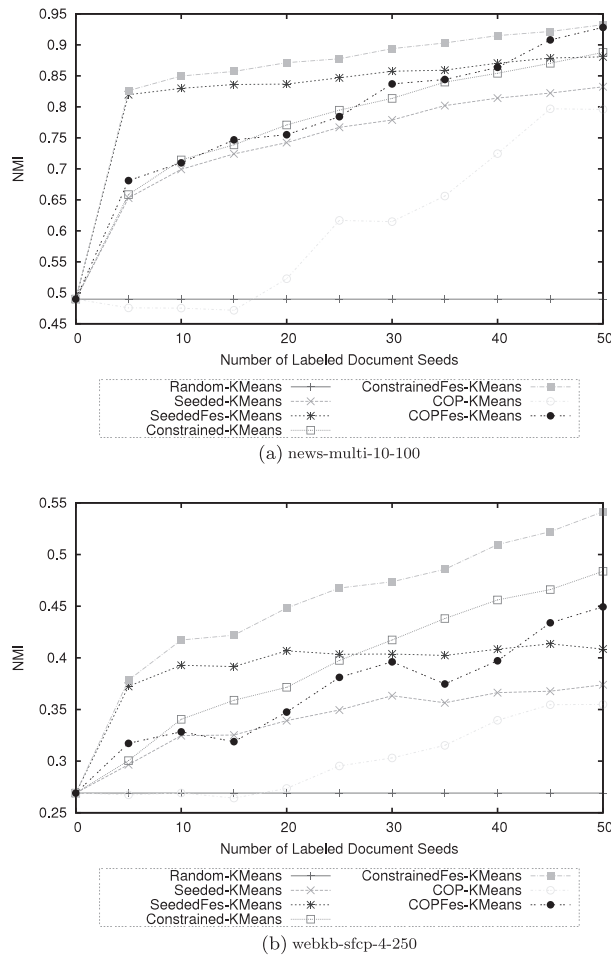 0.95
0.9
0.85
0.8
0.75
0.7
0.65
0.6
0.55
0.5
0.45
NMI
0 5 10 15 20 25 30 35 40 45 50
Number of Labeled Document Seeds
Random-KMeans
Seeded-KMeans
SeededFes-KMeans
Constrained-KMeans
ConstrainedFes-KMeans
COP-KMeans
COPFes-KMeans
(a) news-multi-10-100
0.55
0.5
0.45
0.4
0.35
0.3
0.25
NMI
0 10 20 30 40 50
Number of Labeled Document Seeds
Random-KMeans
Seeded-KMeans
SeededFes-KMeans
Constrained-KMeans
ConstrainedFes-KMeans
COP-KMeans
COPFes-KMeans
(b) webkb-sfcp-4-250